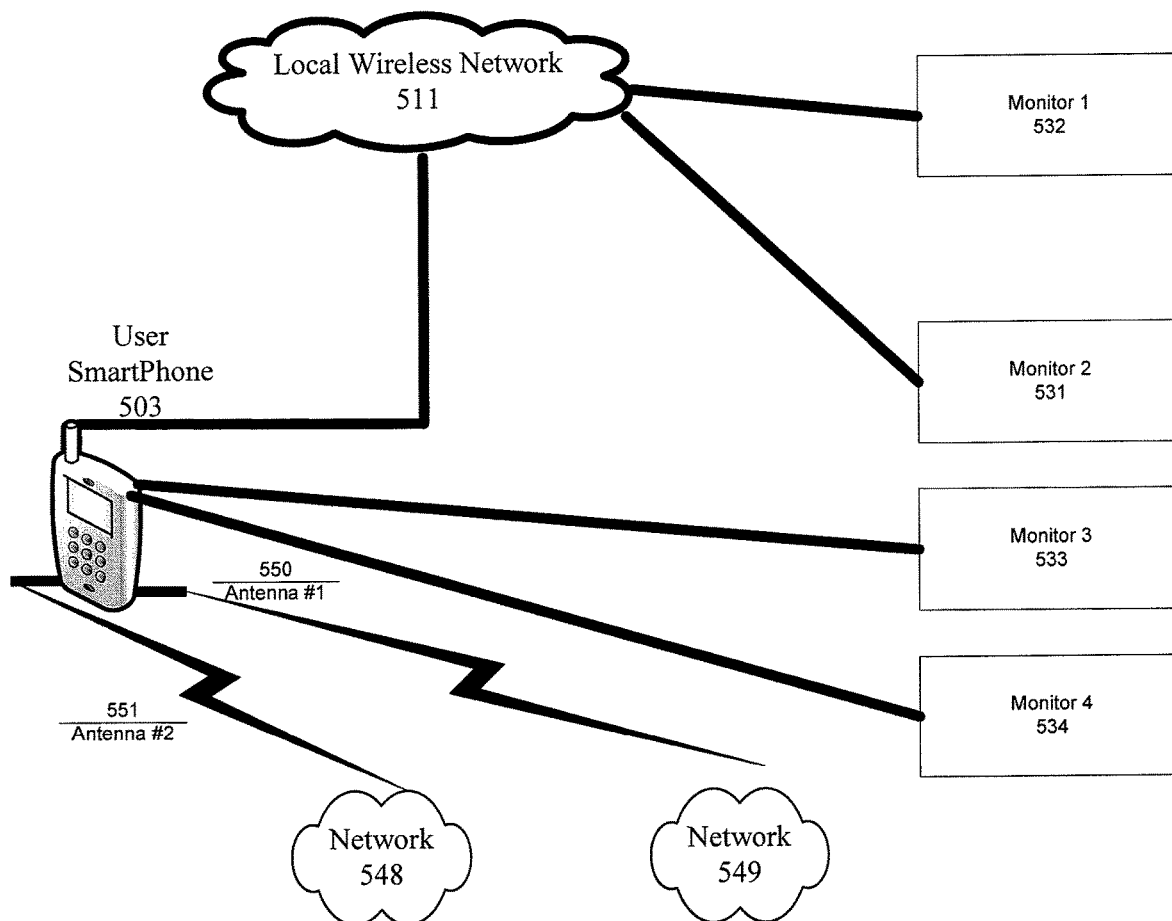 Local Wireless Network
511
Monitor 1
532
User
SmartPhone
503
Monitor 2
531
Monitor 3
533
550
Antenna #1
Monitor 4
534
551
Antenna #2
Network
548
Network
549